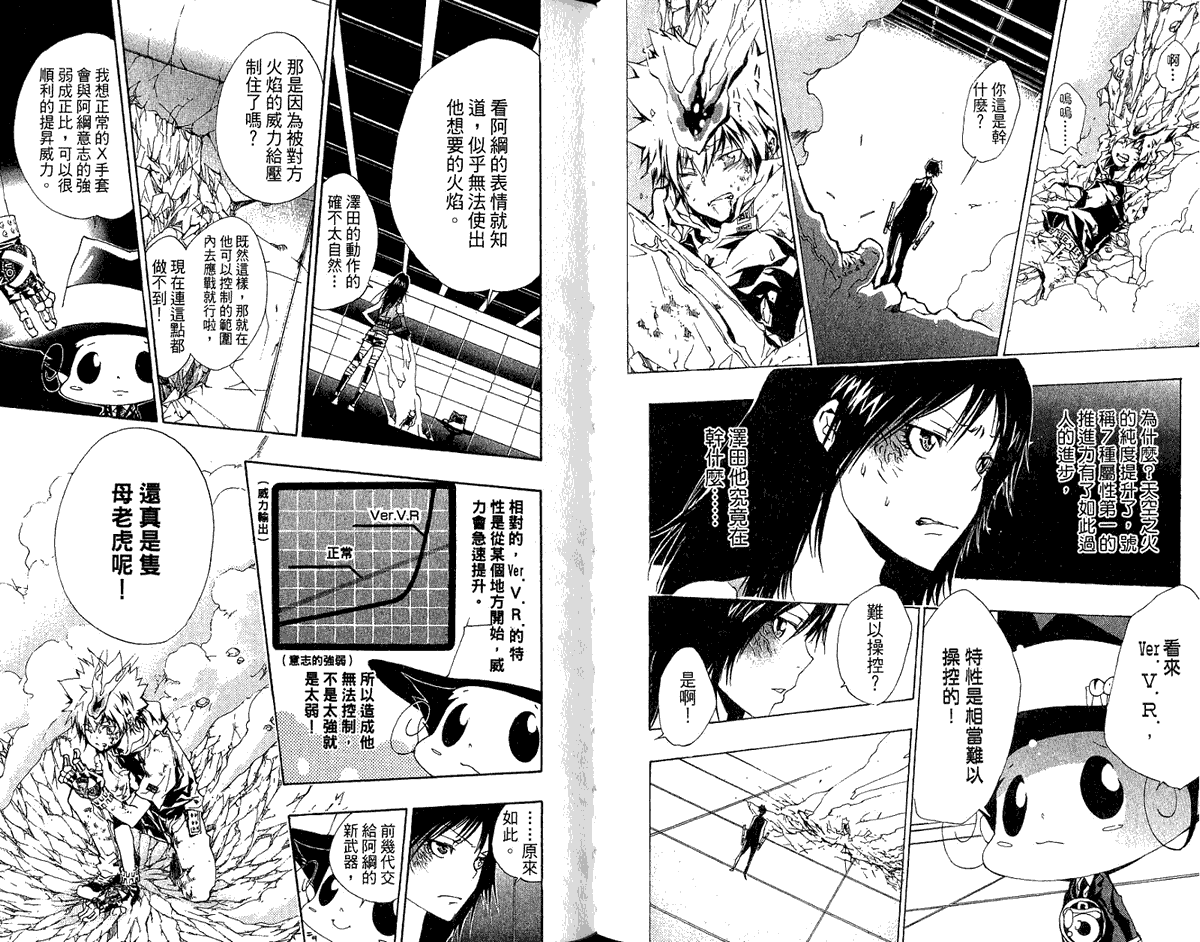 啊…
嗚嗚……
你這是幹
什麼？
為什麼？天空之火
的純度提升了，號
稱7種屬性第一的
推進力有了如此過
人的進步，
澤田他究竟在
幹什麼……
看來
Ver.V.R，
特性是相當難以
操控的！
難以操控？
是啊！
看阿綱的表情就知
道，似乎無法使出
他想要的火焰。
澤田的動作的
確不太自然…
那是因為被對方
火焰的威力給壓
制住了嗎？
既然這樣，那就在
他可以控制的範圍
內去應戰就行啦，
現在連這點都
做不到！
我想正常的X手套
會與阿綱意志的強
弱成正比，可以很
順利的提昇威力。
相對的，Ver.V.R.的特
性是從某個地方開始，威
力會急速提升。
（威力輸出）
Ver.V.R
正常
（意志的強弱）
所以造成他
無法控制，
不是太強就
是太弱！
……原來
如此。
前幾代交
給阿綱的
新武器，
還真是隻
母老虎呢！